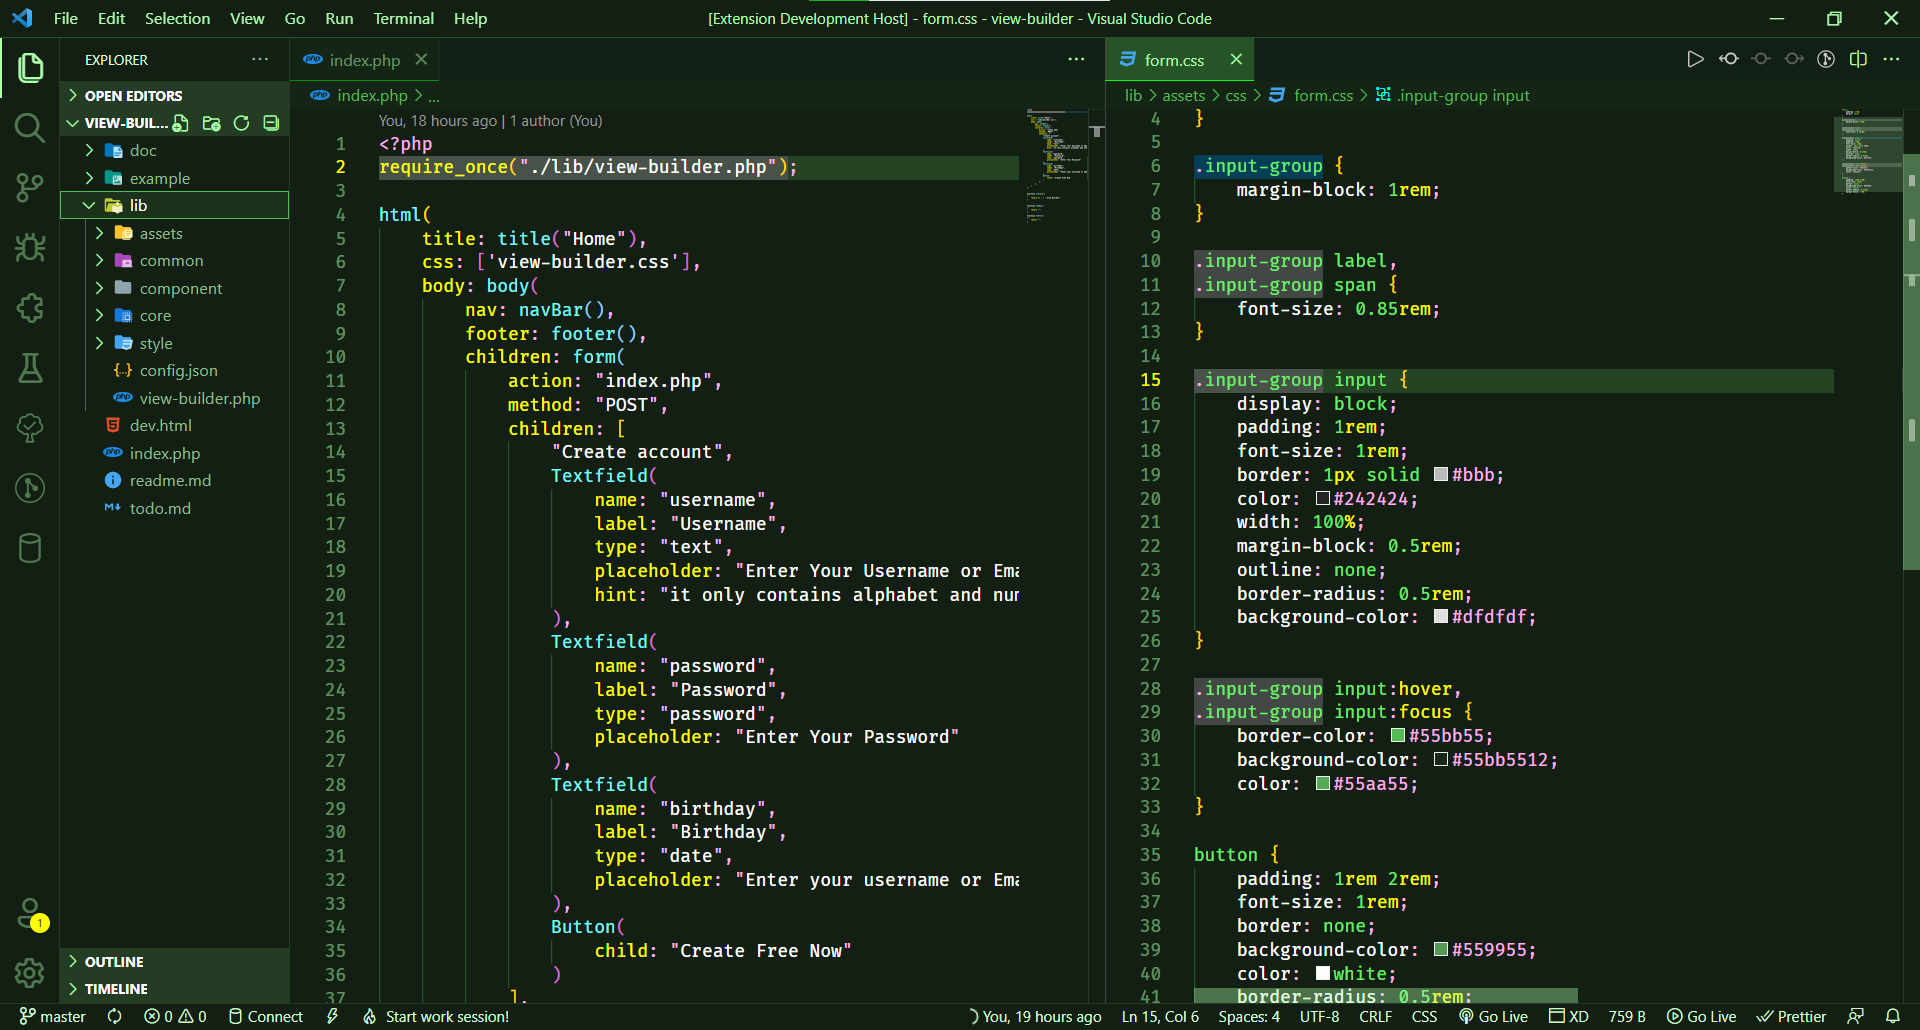 File Edit Selection View Go Run Terminal Help
[Extension Development Host] - form.css - view-builder - Visual Studio Code
EXPLORER
OPEN EDITORS
VIEW-BUIL...
doc
example
lib
assets
common
component
core
style
config.json
view-builder.php
dev.html
index.php
readme.md
todo.md
OUTLINE
TIMELINE
1
index.php
index.php > ...
You, 18 hours ago | 1 author (You)
1 <?php
2 require_once("./lib/view-builder.php");
3
4 html(
5 title: title("Home"),
6 css: ['view-builder.css'],
7 body: body(
8 nav: navBar(),
9 footer: footer(),
10 children: form(
11 action: "index.php",
12 method: "POST",
13 children: [
14 "Create account",
15 Textfield(
16 name: "username",
17 label: "Username",
18 type: "text",
19 placeholder: "Enter Your Username or Ema
20 hint: "it only contains alphabet and nur
21 ),
22 Textfield(
23 name: "password",
24 label: "Password",
25 type: "password",
26 placeholder: "Enter Your Password"
27 ),
28 Textfield(
29 name: "birthday",
30 label: "Birthday",
31 type: "date",
32 placeholder: "Enter your username or Ema
33 ),
34 Button(
35 child: "Create Free Now"
36 )
37 ],
form.css
lib > assets > css > form.css > .input-group input
4 }
5
6 .input-group {
7 margin-block: 1rem;
8 }
9
10 .input-group label,
11 .input-group span {
12 font-size: 0.85rem;
13 }
14
15 .input-group input {
16 display: block;
17 padding: 1rem;
18 font-size: 1rem;
19 border: 1px solid #bbb;
20 color: #242424;
21 width: 100%;
22 margin-block: 0.5rem;
23 outline: none;
24 border-radius: 0.5rem;
25 background-color: #dfdfdf;
26 }
27
28 .input-group input:hover,
29 .input-group input:focus {
30 border-color: #55bb55;
31 background-color: #55bb5512;
32 color: #55aa55;
33 }
34
35 button {
36 padding: 1rem 2rem;
37 font-size: 1rem;
38 border: none;
39 background-color: #559955;
40 color: white;
41 border-radius: 0.5rem;
master 0 0 Connect Start work session! You, 19 hours ago Ln 15, Col 6 Spaces: 4 UTF-8 CRLF CSS Go Live XD 759 B Go Live Prettier